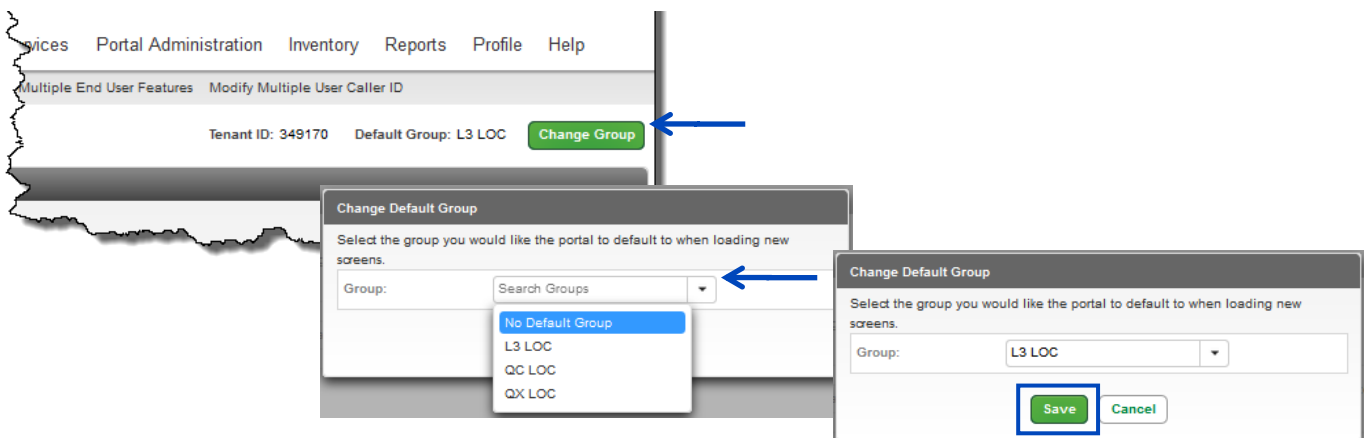 Portal Administration Inventory Reports Profile Help
Multiple End User Features Modify Multiple User Caller ID
Tenant ID: 349170 Default Group: L3 LOC Change Group
Change Default Group
Select the group you would like the portal to default to when loading new
screens.
Group: Search Groups
No Default Group
L3 LOC
QC LOC
QX LOC
Change Default Group
Select the group you would like the portal to default to when loading new
screens.
Group: L3 LOC
Save Cancel